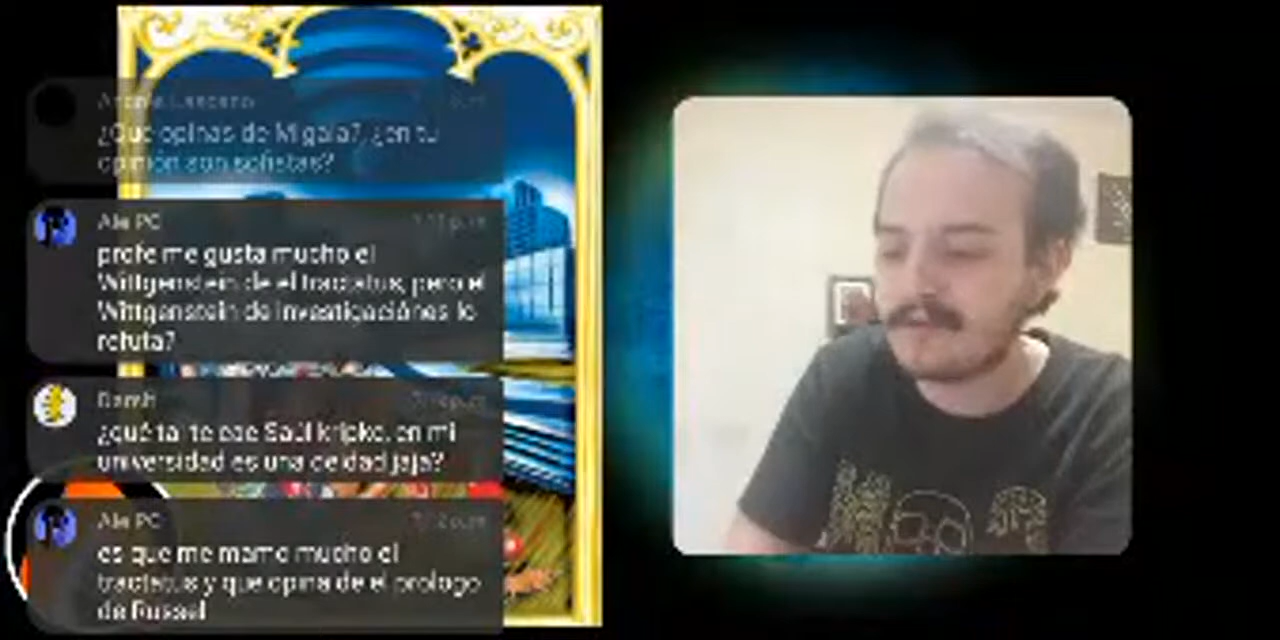 ¿Que opinas de Migala?, ¿en tu
opinión son sofistas?
Ale PC
profe me gusta mucho el
Wittgenstein de el tractatus, pero el
Wittgenstein de investigaciónes lo
refuta?
¿qué tal te cae Saúl kripke, en mi
universidad es una deidad jaja?
Ale PC
es que me mamo mucho el
tractatus y que opina de el prologo
de Russel